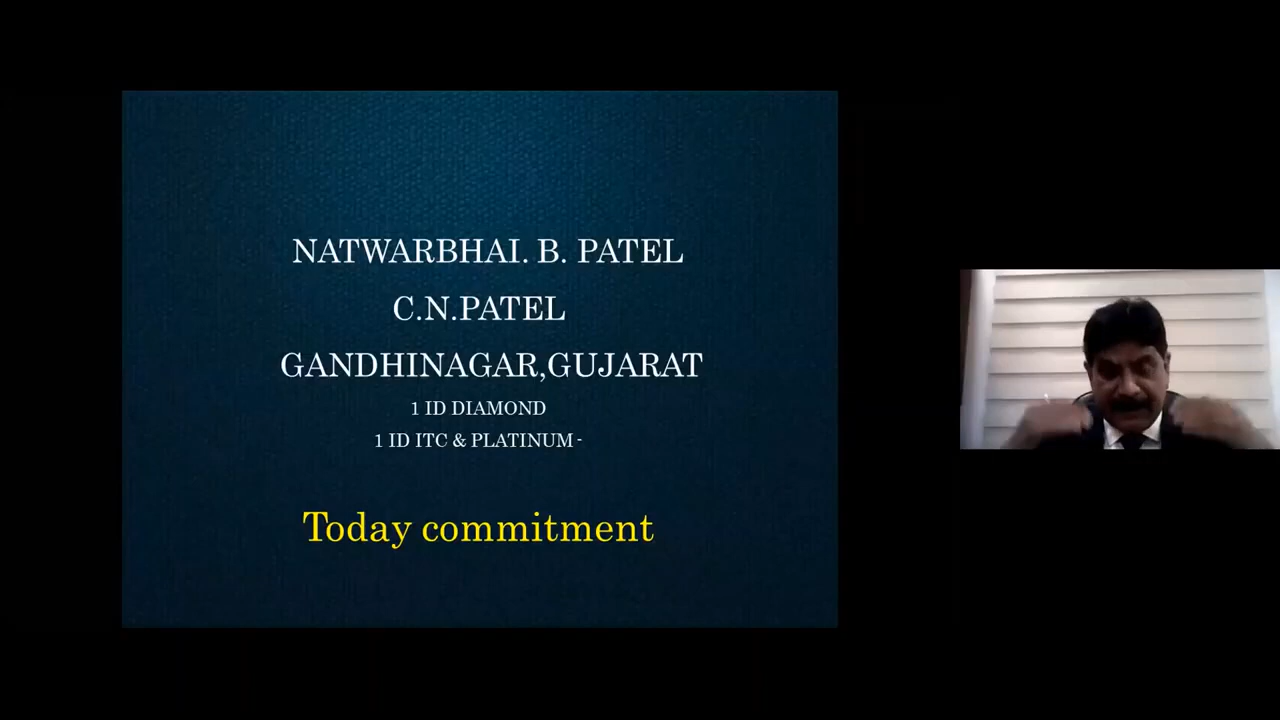 NATWARBHAI. B. PATEL
C.N.PATEL
GANDHINAGAR,GUJARAT
1 ID DIAMOND
1 ID ITC & PLATINUM -
Today commitment